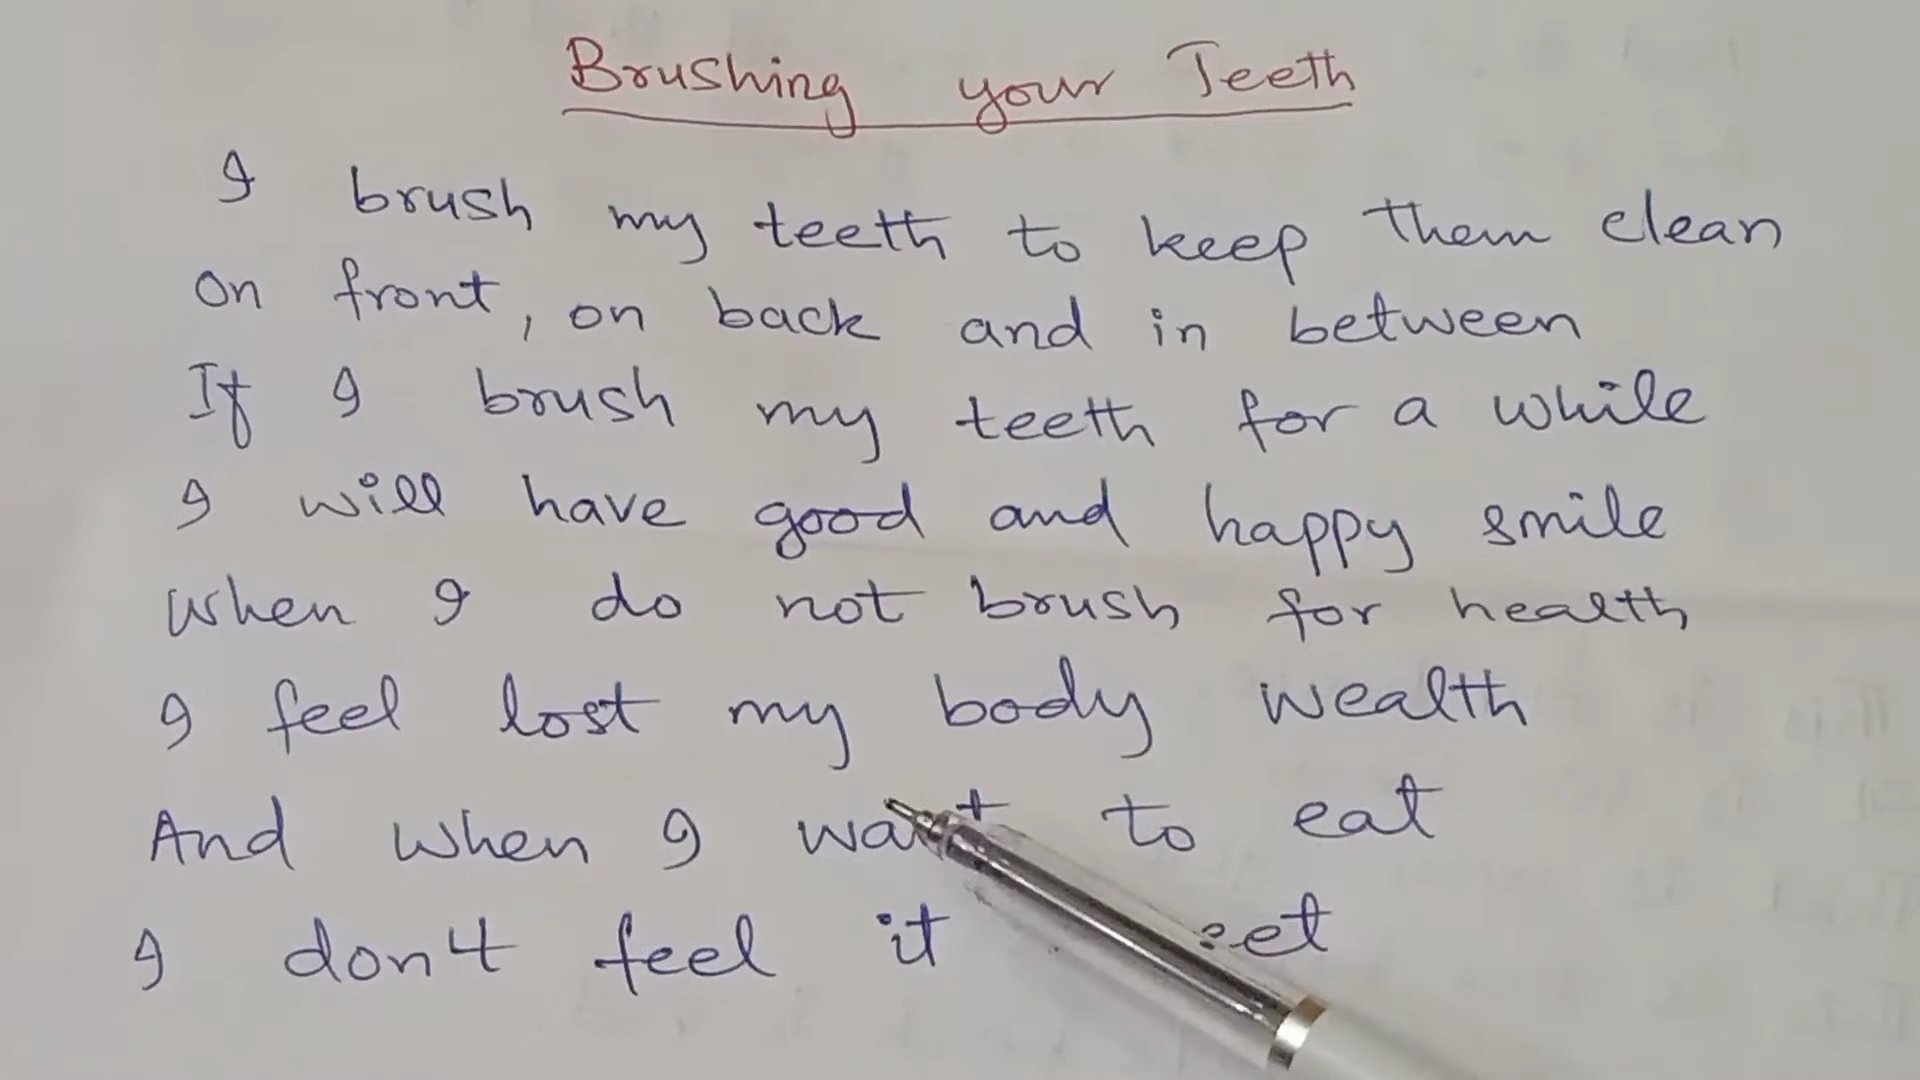 Brushing your Teeth
I brush my teeth to keep them clean
on front, on back and in between
If I brush my teeth for a while
I will have good and happy smile
When I do not brush for health
I feel lost my body wealth
And when I to eat
I don't feel it